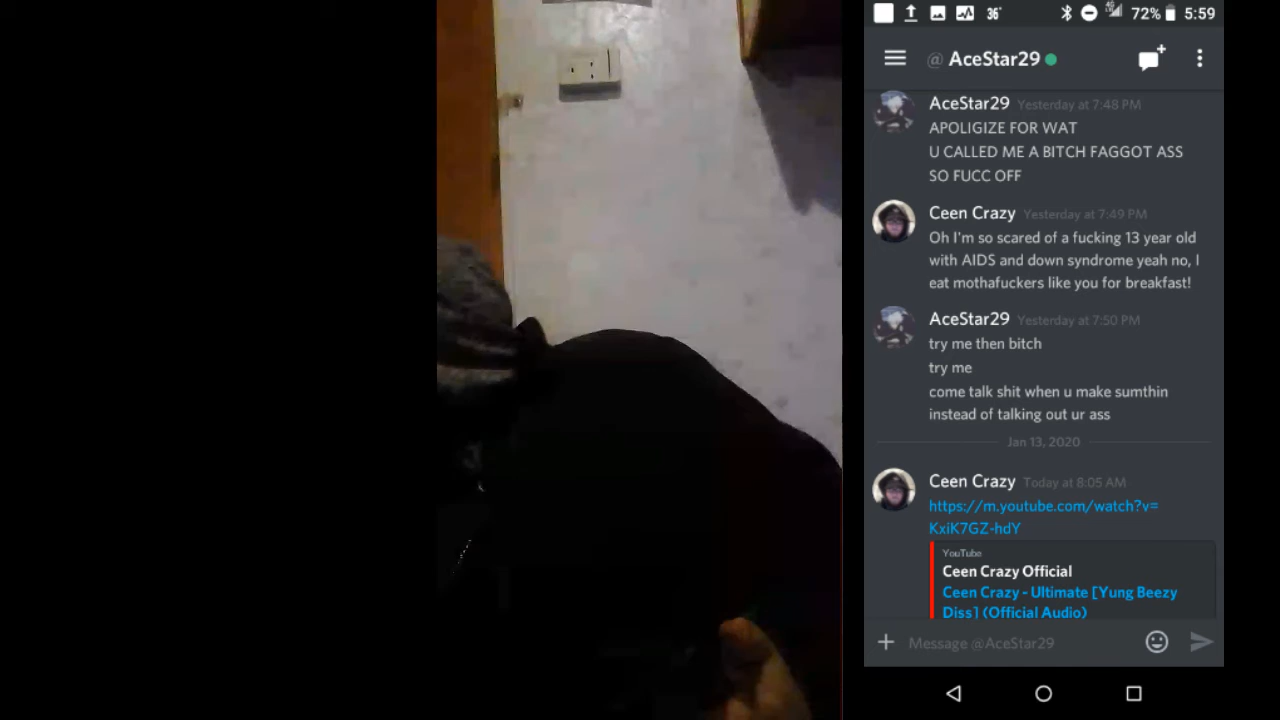 36°
72% 5:59
@ AceStar29
AceStar29 Yesterday at 7:48 PM
APOLIGIZE FOR WAT
U CALLED ME A BITCH FAGGOT ASS
SO FUCC OFF
Ceen Crazy Yesterday at 7:49 PM
Oh I'm so scared of a fucking 13 year old
with AIDS and down syndrome yeah no, I
eat mothafuckers like you for breakfast!
AceStar29 Yesterday at 7:50 PM
try me then bitch
try me
come talk shit when u make sumthin
instead of talking out ur ass
Jan 13, 2020
Ceen Crazy Today at 8:05 AM
https://m.youtube.com/watch?v=
KxiK7GZ-hdY
YouTube
Ceen Crazy Official
Ceen Crazy - Ultimate [Yung Beezy
Diss] (Official Audio)
Message @AceStar29